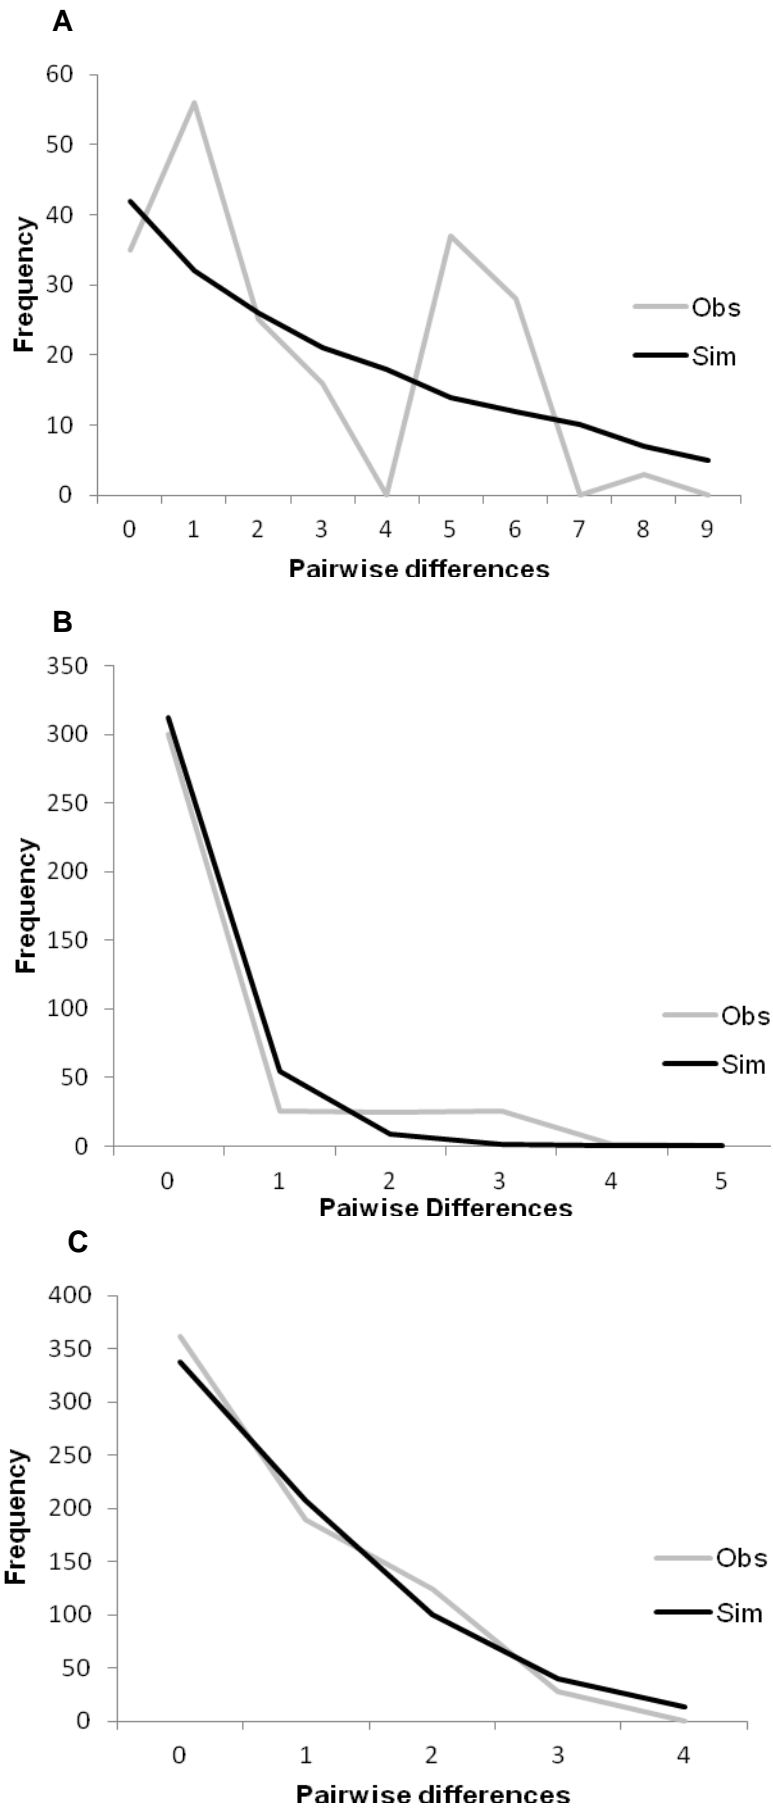 A
60
50
40
30
20
10
0
Frequency
Obs
Sim
0 1 2 3 4 5 6 7 8 9
Pairwise differences
B
350
300
250
200
150
100
50
0
Frequency
Obs
Sim
0 1 2 3 4 5
Paiwise Differences
C
400
350
300
250
200
150
100
50
0
Frequency
Obs
Sim
0 1 2 3 4
Pairwise differences